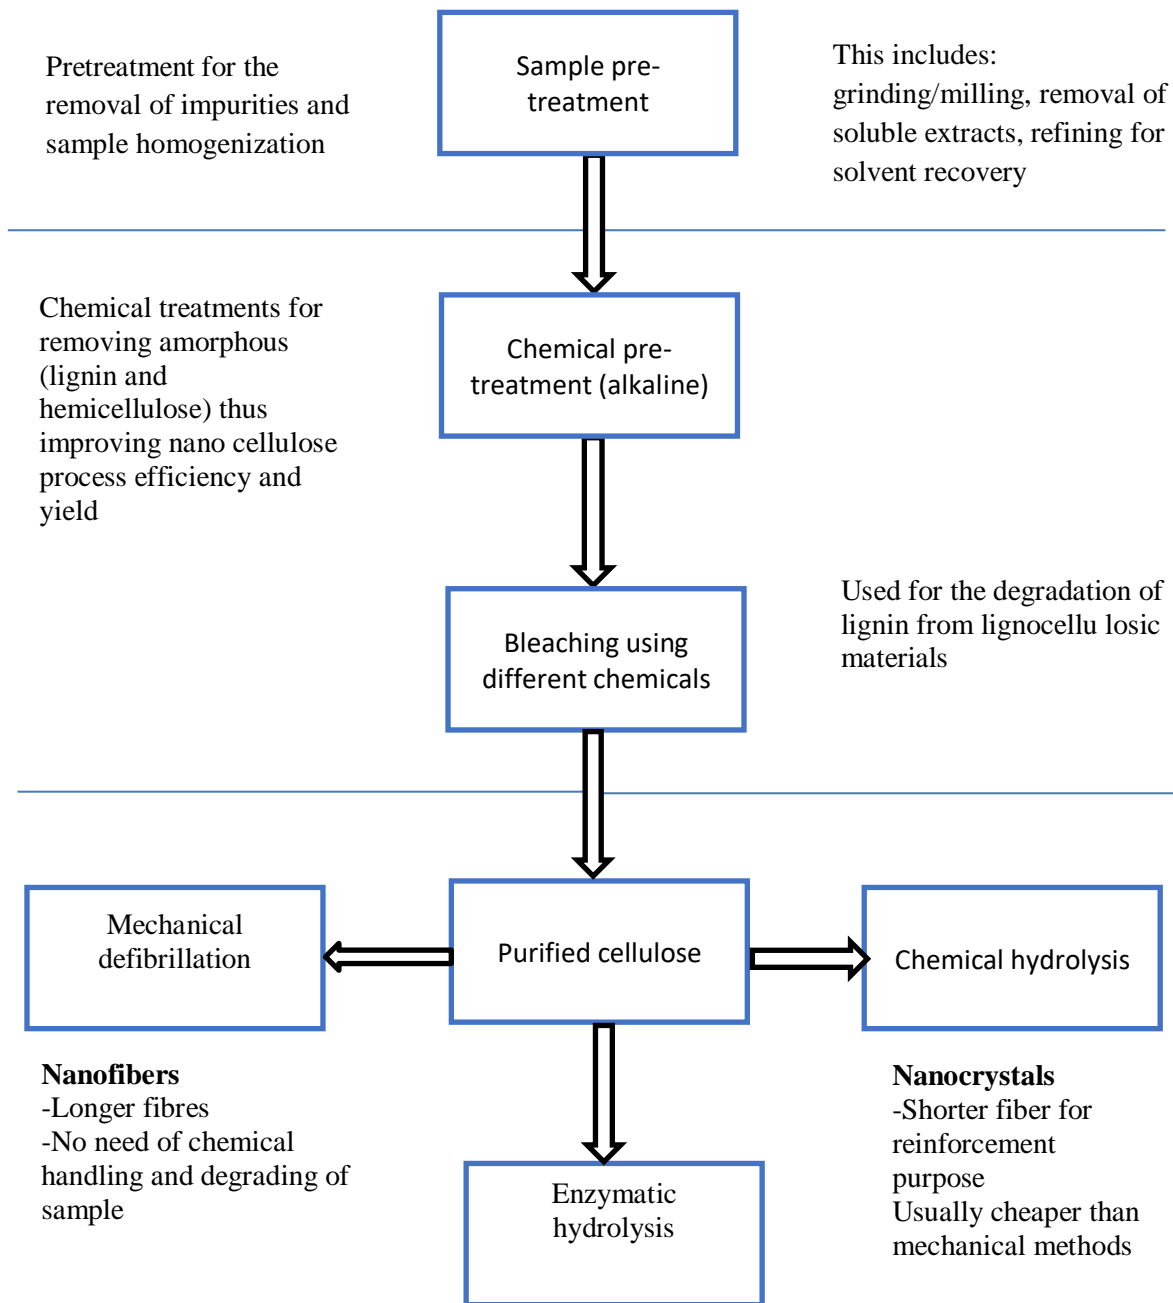 Pretreatment for the
removal of impurities and
sample homogenization
Sample pre-
treatment
This includes:
grinding/milling, removal of
soluble extracts, refining for
solvent recovery
Chemical treatments for
removing amorphous
(lignin and
hemicellulose) thus
improving nano cellulose
process efficiency and
yield
Chemical pre-
treatment (alkaline)
Bleaching using
different chemicals
Used for the degradation of
lignin from lignocellu losic
materials
Mechanical
defibrillation
Purified cellulose
Chemical hydrolysis
Nanofibers
-Longer fibres
-No need of chemical
handling and degrading of
sample
Enzymatic
hydrolysis
Nanocrystals
-Shorter fiber for
reinforcement
purpose
Usually cheaper than
mechanical methods